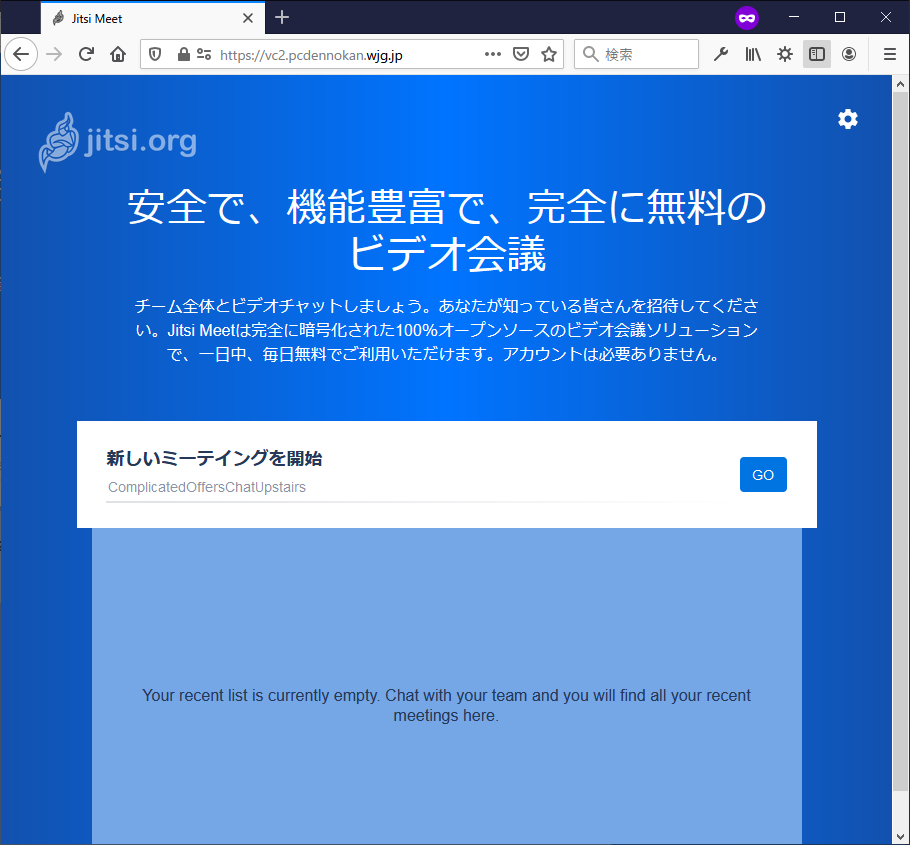 Jitsi Meet
https://vc2.pcdennokan.wjg.jp
検索
jitsi.org
安全で、機能豊富で、完全に無料の
ビデオ会議
チーム全体とビデオチャットしましょう。あなたが知っている皆さんを招待してくださ
い。Jitsi Meetは完全に暗号化された100%オープンソースのビデオ会議ソリューション
で、一日中、毎日無料でご利用いただけます。アカウントは必要ありません。
新しいミーテイングを開始
ComplicatedOffersChatUpstairs
GO
Your recent list is currently empty. Chat with your team and you will find all your recent
meetings here.